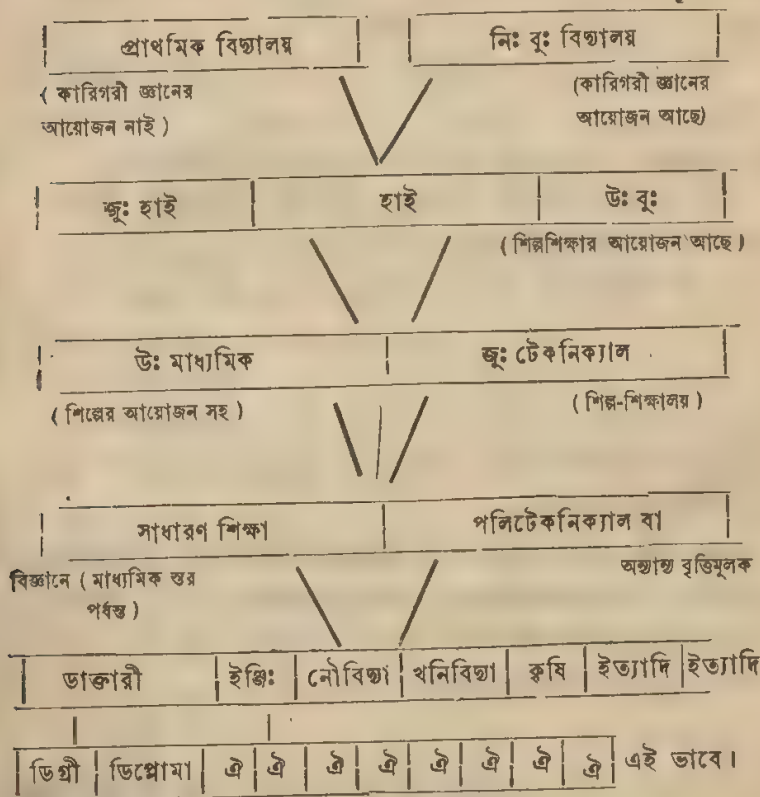 প্রাথমিক বিদ্যালয় নিঃ বুঃ বিদ্যালয়
( কারিগরী জ্ঞানের (কারিগরী জ্ঞানের
আয়োজন নাই ) আয়োজন আছে)
জুঃ হাই হাই উঃ বুঃ
( শিল্পশিক্ষার আয়োজন আছে )
উঃ মাধ্যমিক জুঃ টেকনিক্যাল
( শিল্পের আয়োজন সহ ) ( শিল্প-শিক্ষালয় )
সাধারণ শিক্ষা পলিটেকনিক্যাল বা
বিজ্ঞানে ( মাধ্যমিক স্তর অন্যান্য বৃত্তিমূলক
পর্যন্ত )
ডাক্তারী ইঞ্জিঃ নৌবিদ্যা খনিবিদ্যা কৃষি ইত্যাদি ইত্যাদি
ডিগ্রী ডিপ্লোমা ঐ ঐ ঐ ঐ ঐ ঐ ঐ ঐ এই ভাবে।